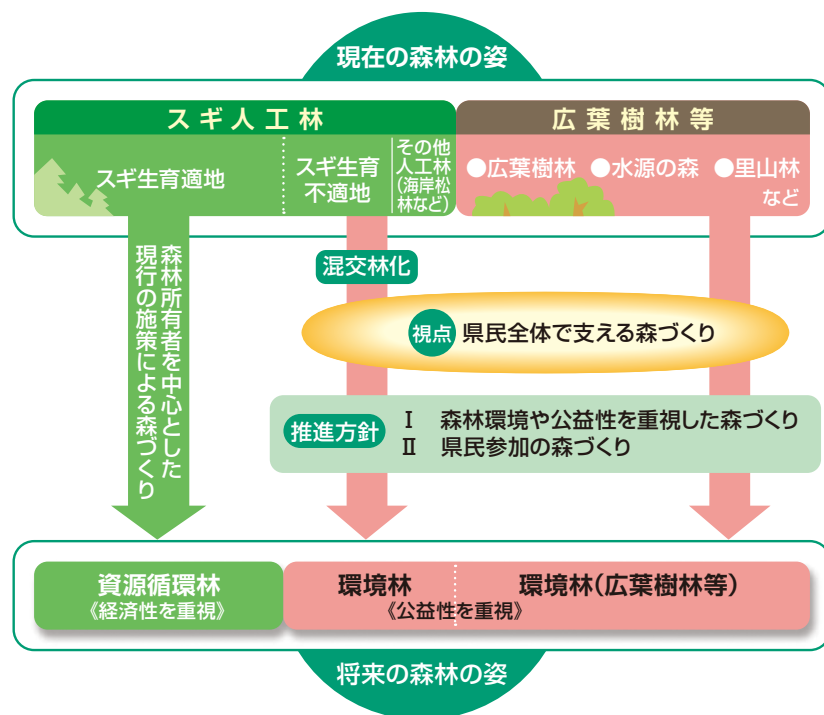 現在の森林の姿
スギ人工林
広葉樹林等
スギ生育適地
スギ生育
不適地
その他
人工林
(海岸松
林など)
●広葉樹林 ●水源の森 ●里山林
など
森林所有者を中心とした
現行の施策による森づくり
混交林化
視点 県民全体で支える森づくり
推進方針
Ⅰ 森林環境や公益性を重視した森づくり
Ⅱ 県民参加の森づくり
資源循環林
《経済性を重視》
環境林
環境林(広葉樹林等)
《公益性を重視》
将来の森林の姿